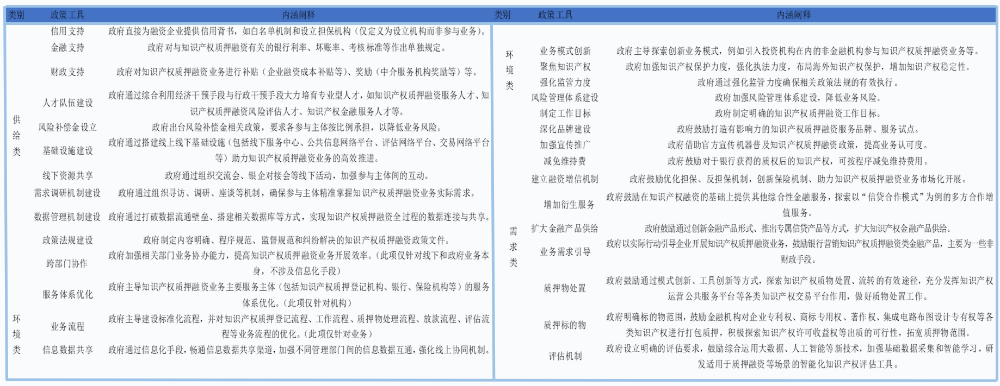 类别 政策工具 内涵阐释
信用支持 政府直接为融资企业提供信用背书，如白名单机制和设立担保机构（仅定义为设立机构而非参与业务）。
金融支持 政府对与知识产权质押融资有关的银行利率、坏账率、考核标准等作出单独规定。
财政支持 政府对知识产权质押融资业务进行补贴（企业融资成本补贴等）、奖励（中介服务机构奖励等）等。
人才队伍建设 政府通过综合利用经济干预手段与行政干预手段大力培育专业型人才，如知识产权质押融资服务人才、知
识产权质押融资风险评估人才、知识产权金融服务人才等。
供给类
风险补偿金设立 政府出台风险补偿金相关政策，要求各参与主体按比例承担，以降低业务风险。
基础设施建设 政府通过搭建线上线下基础设施（包括线下服务中心、公共信息网络平台、评估网络平台、交易网络平台
等）助力知识产权质押融资业务的高效推进。
线下资源共享 政府通过组织交流会、银企对接会等线下活动，加强参与主体间的互动。
需求调研机制建设 政府通过组织寻访、调研、座谈等机制，确保参与主体精准掌握知识产权质押融资业务实际需求。
数据管理机制建设 政府通过打破数据流通壁垒、搭建相关数据库等方式，实现知识产权质押融资全过程的数据连接与共享。
政策法规建设 政府制定内容明确、程序规范、监督规范和纠纷解决的知识产权质押融资政策文件。
跨部门协作 政府加强相关部门业务协办能力，提高知识产权质押融资业务开展效率。（此项仅针对线下和政府业务本
身，不涉及信息化手段）
服务体系优化 政府主导知识产权质押融资业务主要服务主体（包括知识产权质押登记机构、银行、保险机构等）的服务
体系优化。（此项仅针对机构）
环境类
业务流程 政府主导建设标准化流程，并对知识产权质押登记流程、工作流程、质押物处理流程、放款流程、评估流
程等业务流程的优化。（此项仅针对业务）
信息数据共享 政府通过信息化手段，畅通信息数据共享渠道，加强不同管理部门间的信息数据互通，强化线上协同机制。
类别 政策工具 内涵阐释
环境类
业务模式创新 政府主导探索创新业务模式，例如引入投资机构在内的非金融机构参与知识产权质押融资业务等。
聚焦知识产权 政府加强知识产权保护力度，强化执法力度，布局海外知识产权保护，增加知识产权稳定性。
强化监管力度 政府通过强化监管力度确保相关政策法规的有效执行。
风险管理体系建设 政府加强风险管理体系建设，降低业务风险。
制定工作目标 政府制定明确的知识产权质押融资工作目标。
深化品牌建设 政府鼓励打造有影响力的知识产权质押融资服务品牌、服务试点。
加强宣传推广 政府借助官方宣传机器普及知识产权质押融资政策，提高业务认可度。
减免维持费 政府鼓励对于银行获得的质权后的知识产权，可按程序减免维持费用。
建立融资增信机制 政府鼓励优化担保、反担保机制，创新保险机制、助力知识产权质押融资业务市场化开展。
增加衍生服务 政府鼓励在知识产权融资的基础上提供其他综合性金融服务，探索以“信贷合作模式”为例的多方合作增
值服务。
需求类
扩大金融产品供给 政府鼓励通过创新金融产品形式、推出专属信贷产品等方式，扩大知识产权金融产品供给。
业务需求引导 政府以实际行动引导企业开展知识产权质押融资业务，鼓励银行营销知识产权质押融资类金融产品，主要为一些非
财政手段。
质押物处置 政府鼓励通过模式创新、工具创新等方式，探索知识产权质物处置、流转的有效途径，充分发挥知识产权
运营公共服务平台等各类知识产权交易平台作用，做好质物处置工作。
质押标的物 政府明确标的物范围，鼓励金融机构对企业专利权、商标专用权、著作权、集成电路布图设计专有权等各
类知识产权进行打包质押，积极探索知识产权许可收益权等出质的可行性，拓宽质押物范围。
评估机制 政府设立明确的评估要求，鼓励综合运用大数据、人工智能等新技术，加强基础数据采集和智能学习，研
发适用于质押融资等场景的智能化知识产权评估工具。